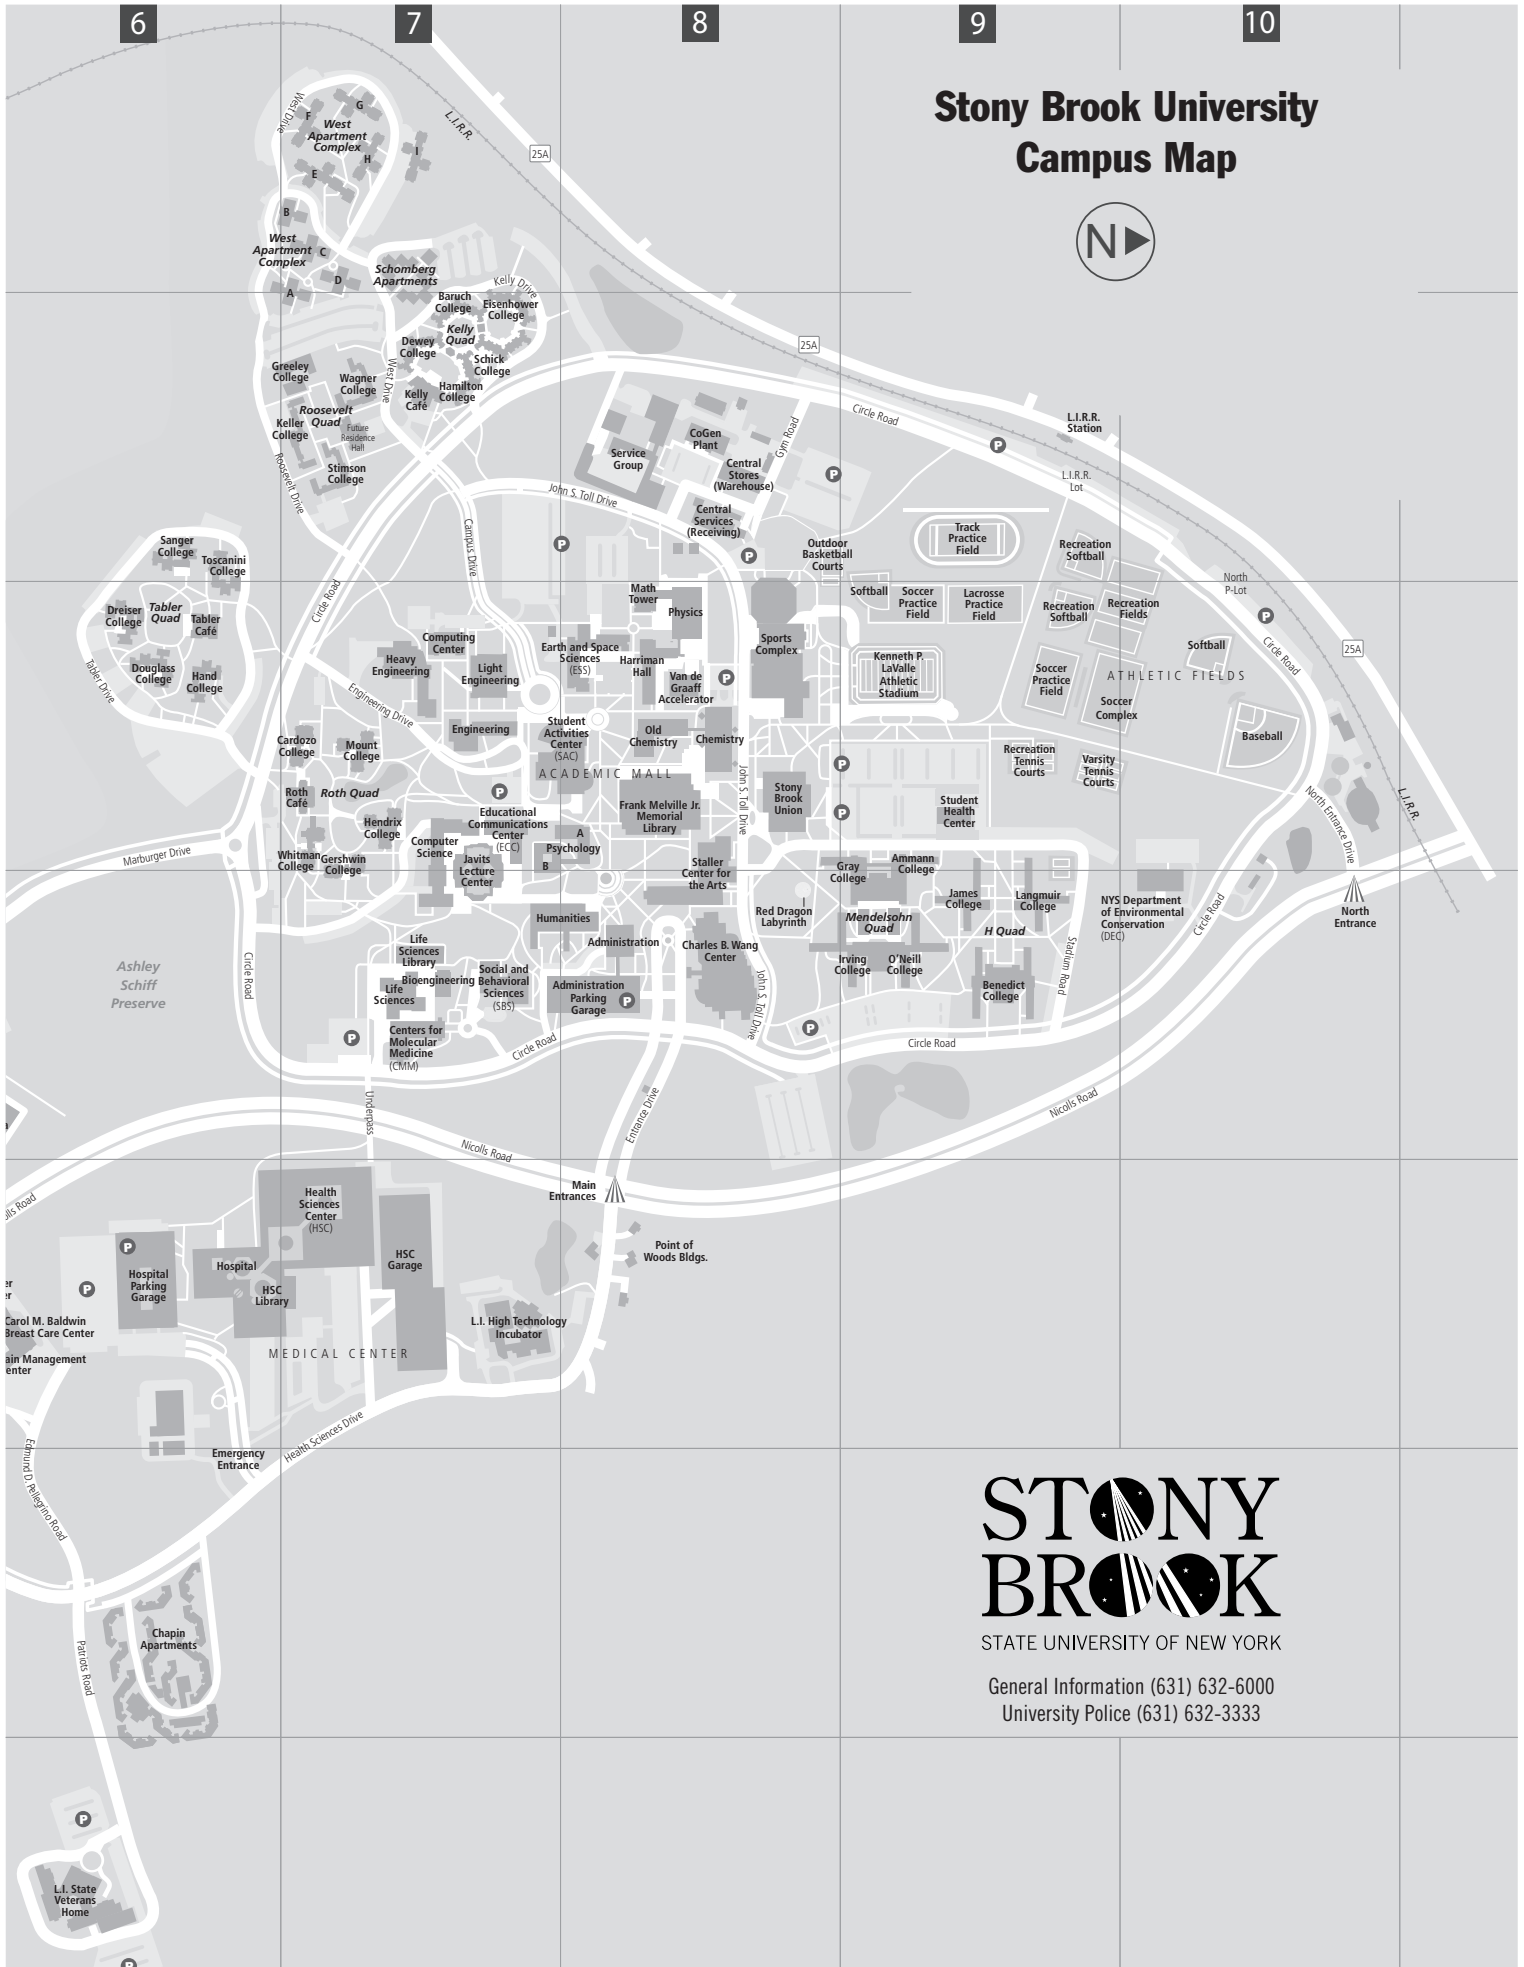 6
7
8
9
10
Stony Brook University
Campus Map
N
L.I.R.R.
25A
West Drive
F
G
West
Apartment
Complex
H
I
E
B
West
Apartment
Complex
C
D
A
Schomberg
Apartments
Kelly Drive
Baruch
College
Eisenhower
College
Kelly
Quad
Dewey
College
Schick
College
Hamilton
College
Kelly
Café
West Drive
25A
Greeley
College
Wagner
College
Roosevelt
Quad
Keller
College
Future
Residence
Hall
Stimson
College
Roosevelt Drive
Service
Group
CoGen
Plant
Central
Stores
(Warehouse)
Central
Services
(Receiving)
Gym Road
Circle Road
P
L.I.R.R.
Station
L.I.R.R.
Lot
P
John S. Toll Drive
Campus Drive
P
P
Outdoor
Basketball
Courts
Track
Practice
Field
Recreation
Softball
North
P-Lot
P
Sanger
College
Toscanini
College
Dreiser
College
Tabler
Quad
Tabler
Café
Douglass
College
Hand
College
Tabler Drive
Circle Road
Math
Tower
Physics
Softball
Soccer
Practice
Field
Lacrosse
Practice
Field
Recreation
Softball
Recreation
Fields
Softball
Circle Road
25A
Computing
Center
Heavy
Engineering
Light
Engineering
Earth and Space
Sciences
(ESS)
Harriman
Hall
Van de
Graaff
Accelerator
P
Sports
Complex
Kenneth P.
LaValle
Athletic
Stadium
Soccer
Practice
Field
ATHLETIC FIELDS
Soccer
Complex
Engineering Drive
Engineering
Student
Activities
Center
(SAC)
Old
Chemistry
Chemistry
Baseball
Cardozo
College
Mount
College
Recreation
Tennis
Courts
Varsity
Tennis
Courts
ACADEMIC MALL
P
P
P
Roth
Café
Roth Quad
Hendrix
College
Educational
Communications
Center
(ECC)
Frank Melville Jr.
Memorial
Library
John S. Toll Drive
Stony
Brook
Union
Student
Health
Center
North Entrance Drive
L.I.R.R.
Marburger Drive
Whitman
College
Gershwin
College
Computer
Science
Javits
Lecture
Center
A
Psychology
B
Staller
Center for
the Arts
Gray
College
Ammann
College
James
College
Langmuir
College
NYS Department
of Environmental
Conservation
(DEC)
Circle Road
North
Entrance
Humanities
Red Dragon
Labyrinth
Mendelsohn
Quad
H Quad
Administration
Charles B. Wang
Center
Irving
College
O'Neill
College
Benedict
College
Stadium Road
Ashley
Schiff
Preserve
Circle Road
Life
Sciences
Library
Bioengineering
Life
Sciences
Social and
Behavioral
Sciences
(SBS)
Administration
Parking
Garage
P
John S. Toll Drive
P
P
Centers for
Molecular
Medicine
(CMM)
Circle Road
Circle Road
Underpass
Entrance Drive
Nicolls Road
Nicolls Road
Main
Entrances
olls Road
Health
Sciences
Center
(HSC)
Point of
Woods Bldgs.
P
P
Hospital
Parking
Garage
Hospital
HSC
Library
HSC
Garage
er
er
Carol M. Baldwin
Breast Care Center
ain Management
enter
L.I. High Technology
Incubator
MEDICAL CENTER
Emergency
Entrance
Health Sciences Drive
Edmund D. Pellegrino Road
Chapin
Apartments
Patriots Road
STONY
BROOK
STATE UNIVERSITY OF NEW YORK
General Information (631) 632-6000
University Police (631) 632-3333
P
L.I. State
Veterans
Home
P